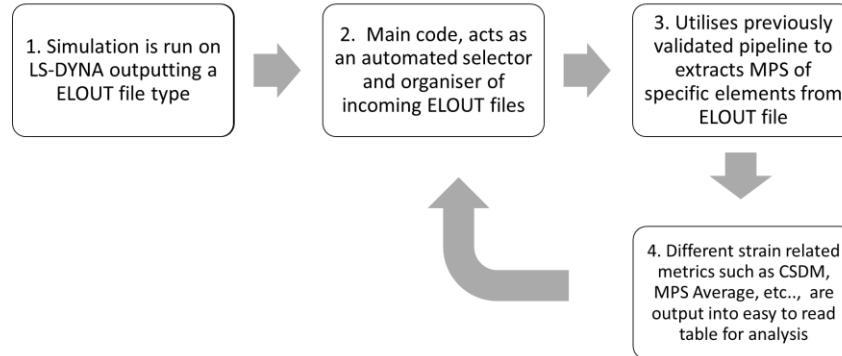 1. Simulation is run on
LS-DYNA outputting a
ELOUT file type
2. Main code, acts as
an automated selector
and organiser of
incoming ELOUT files
3. Utilises previously
validated pipeline to
extracts MPS of
specific elements from
ELOUT file
4. Different strain related
metrics such as CSDM,
MPS Average, etc.., are
output into easy to read
table for analysis